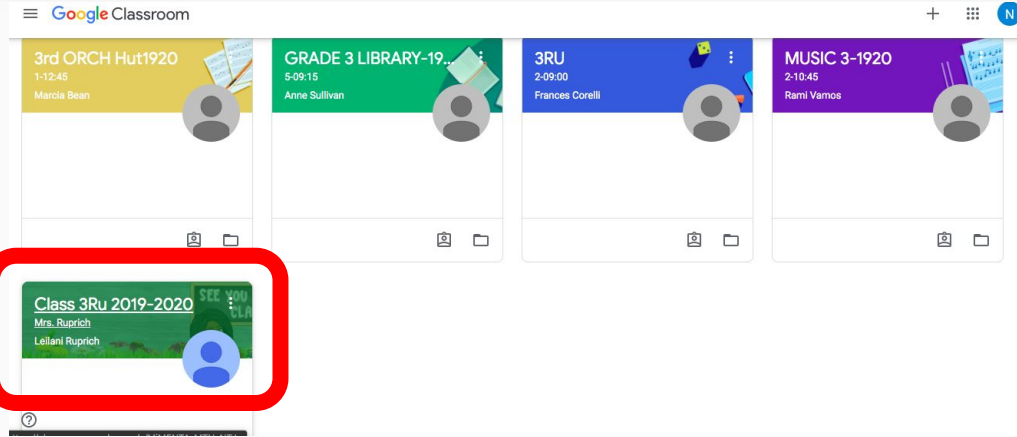 Google Classroom
N
3rd ORCH Hut1920
1-12:45
Marcia Bean
GRADE 3 LIBRARY-19...
5-09:15
Anne Sullivan
3RU
2-09:00
Frances Corelli
MUSIC 3-1920
2-10:45
Rami Vamos
Class 3Ru 2019-2020
Mrs. Ruprich
Leilani Ruprich
SEE YOU
CLA
?